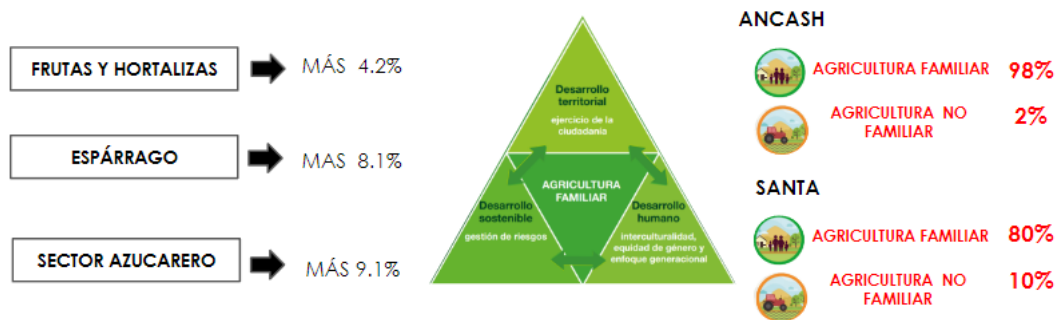 FRUTAS Y HORTALIZAS
MÁS 4.2%
ESPÁRRAGO
MAS 8.1%
SECTOR AZUCARERO
MÁS 9.1%
Desarrollo
territorial
ejercicio de la
ciudadanía
AGRICULTURA
FAMILIAR
Desarrollo
sostenible
gestión de riesgos
Desarrollo
humano
interculturalidad,
equidad de género y
enfoque generacional
ANCASH
AGRICULTURA FAMILIAR 98%
AGRICULTURA NO
FAMILIAR
2%
SANTA
AGRICULTURA FAMILIAR 80%
AGRICULTURA NO
FAMILIAR
10%